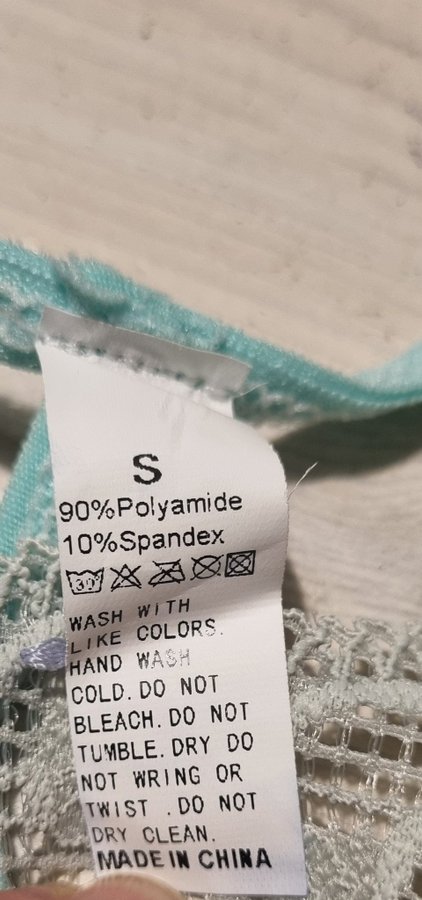 S
90%Polyamide
10%Spandex
30
WASH WITH
LIKE COLORS.
HAND WASH
COLD. DO NOT
BLEACH. DO NOT
TUMBLE. DRY DO
NOT WRING OR
TWIST .DO NOT
DRY CLEAN.
MADE IN CHINA